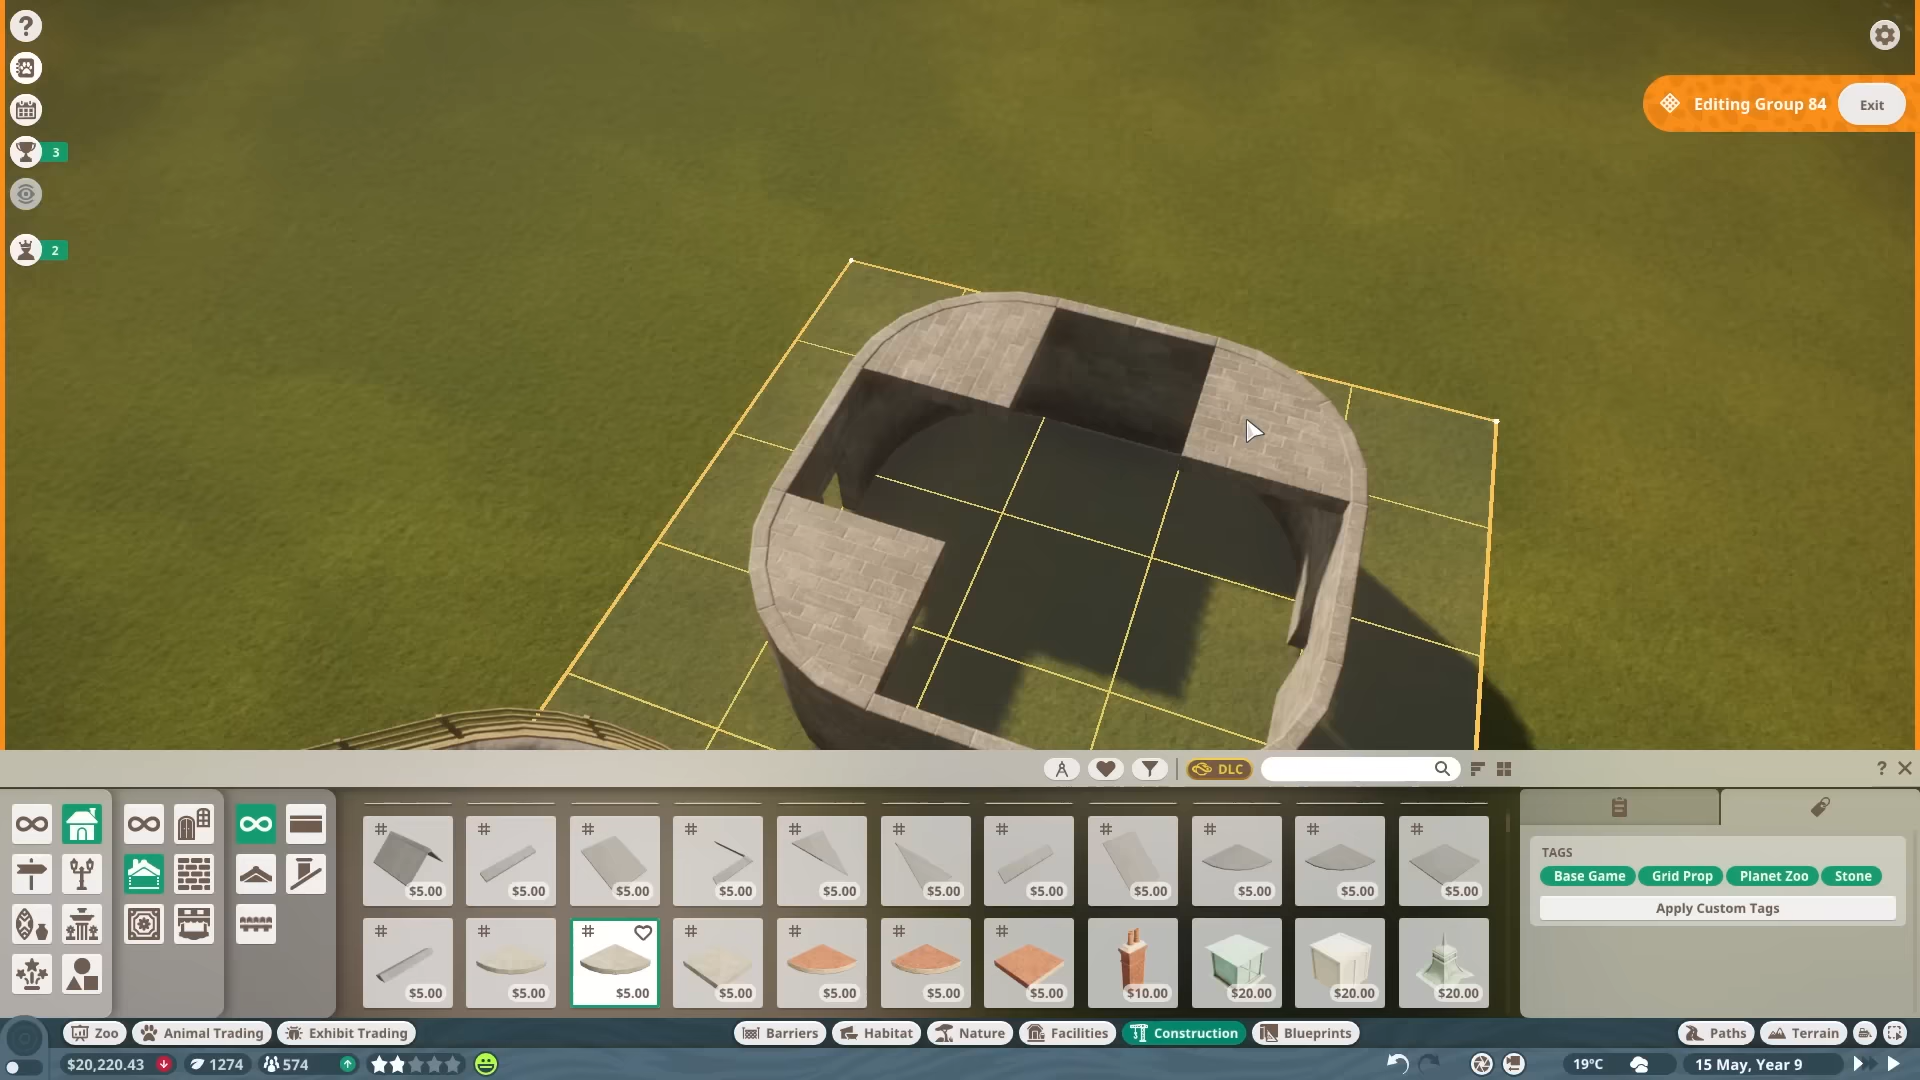 ?
3
2
Editing Group 84
Exit
DLC
?
$5.00 $5.00 $5.00 $5.00 $5.00 $5.00 $5.00 $5.00 $5.00 $5.00 $5.00
$5.00 $5.00 $5.00 $5.00 $5.00 $5.00 $5.00 $10.00 $20.00 $20.00 $20.00
TAGS
Base Game Grid Prop Planet Zoo Stone
Apply Custom Tags
Zoo Animal Trading Exhibit Trading Barriers Habitat Nature Facilities Construction Blueprints Paths Terrain
$20,220.43 1274 574 19°C 15 May, Year 9